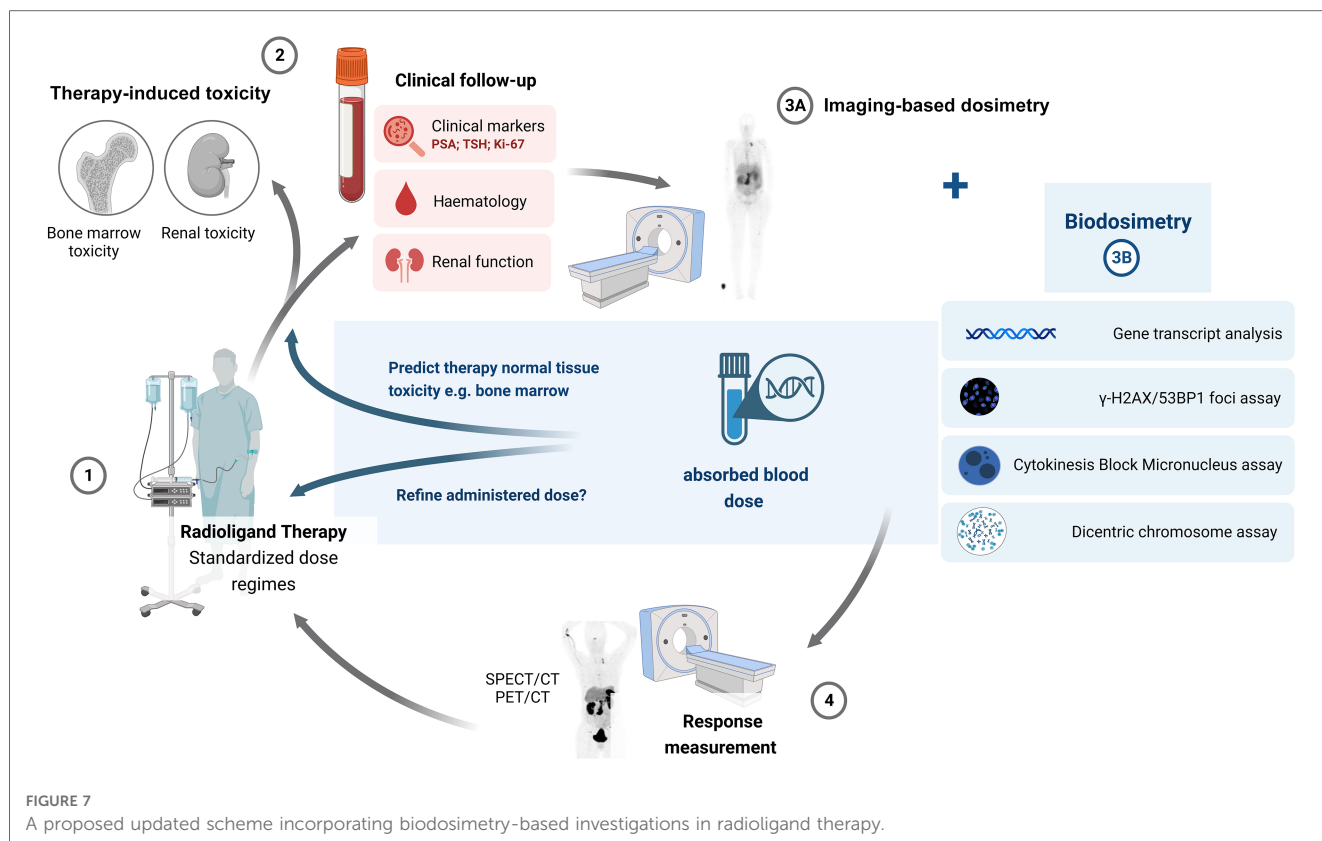 2
Therapy-induced toxicity
Bone marrow
toxicity
Renal toxicity
Clinical follow-up
Clinical markers
PSA; TSH; Ki-67
Haematology
Renal function
3A
Imaging-based dosimetry
+
Biodosimetry
3B
Gene transcript analysis
γ-H2AX/53BP1 foci assay
Cytokinesis Block Micronucleus assay
Dicentric chromosome assay
Predict therapy normal tissue
toxicity e.g. bone marrow
Refine administered dose?
absorbed blood
dose
1
Radioligand Therapy
Standardized dose
regimes
SPECT/CT
PET/CT
Response
measurement
4
FIGURE 7
A proposed updated scheme incorporating biodosimetry-based investigations in radioligand therapy.